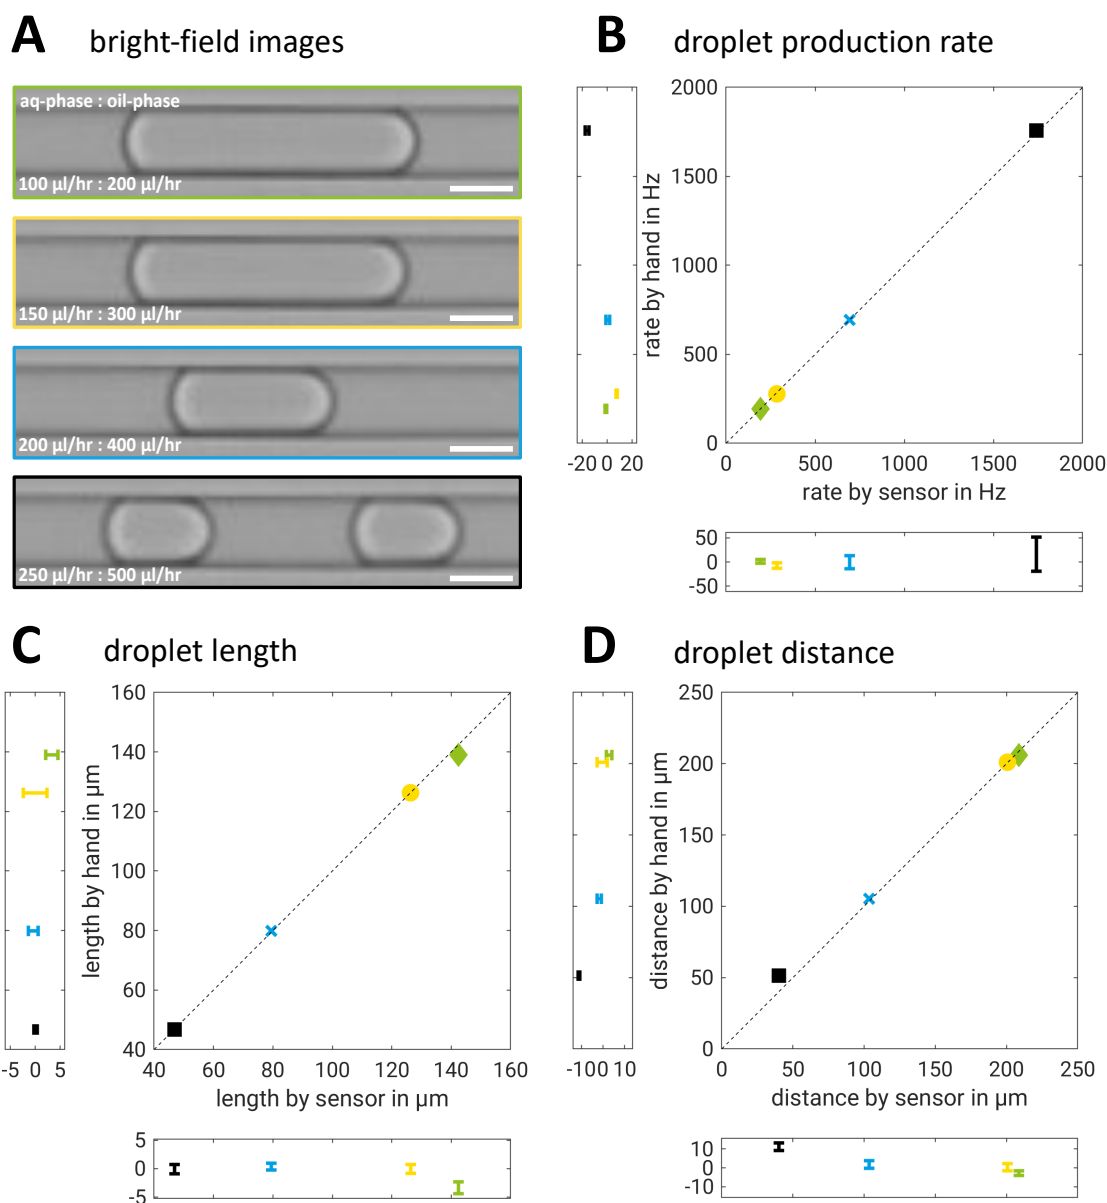 A bright-field images
aq-phase : oil-phase
100 µl/hr : 200 µl/hr
150 µl/hr : 300 µl/hr
200 µl/hr : 400 µl/hr
250 µl/hr : 500 µl/hr
B droplet production rate
-20 0 20
rate by hand in Hz
2000
1500
1000
500
0
0 500 1000 1500 2000
rate by sensor in Hz
50
0
-50
C droplet length
-5 0 5
length by hand in µm
160
140
120
100
80
60
40
40 60 80 100 120 140 160
length by sensor in µm
5
0
-5
D droplet distance
-100 10
distance by hand in µm
250
200
150
100
50
0
0 50 100 150 200 250
distance by sensor in µm
10
0
-10